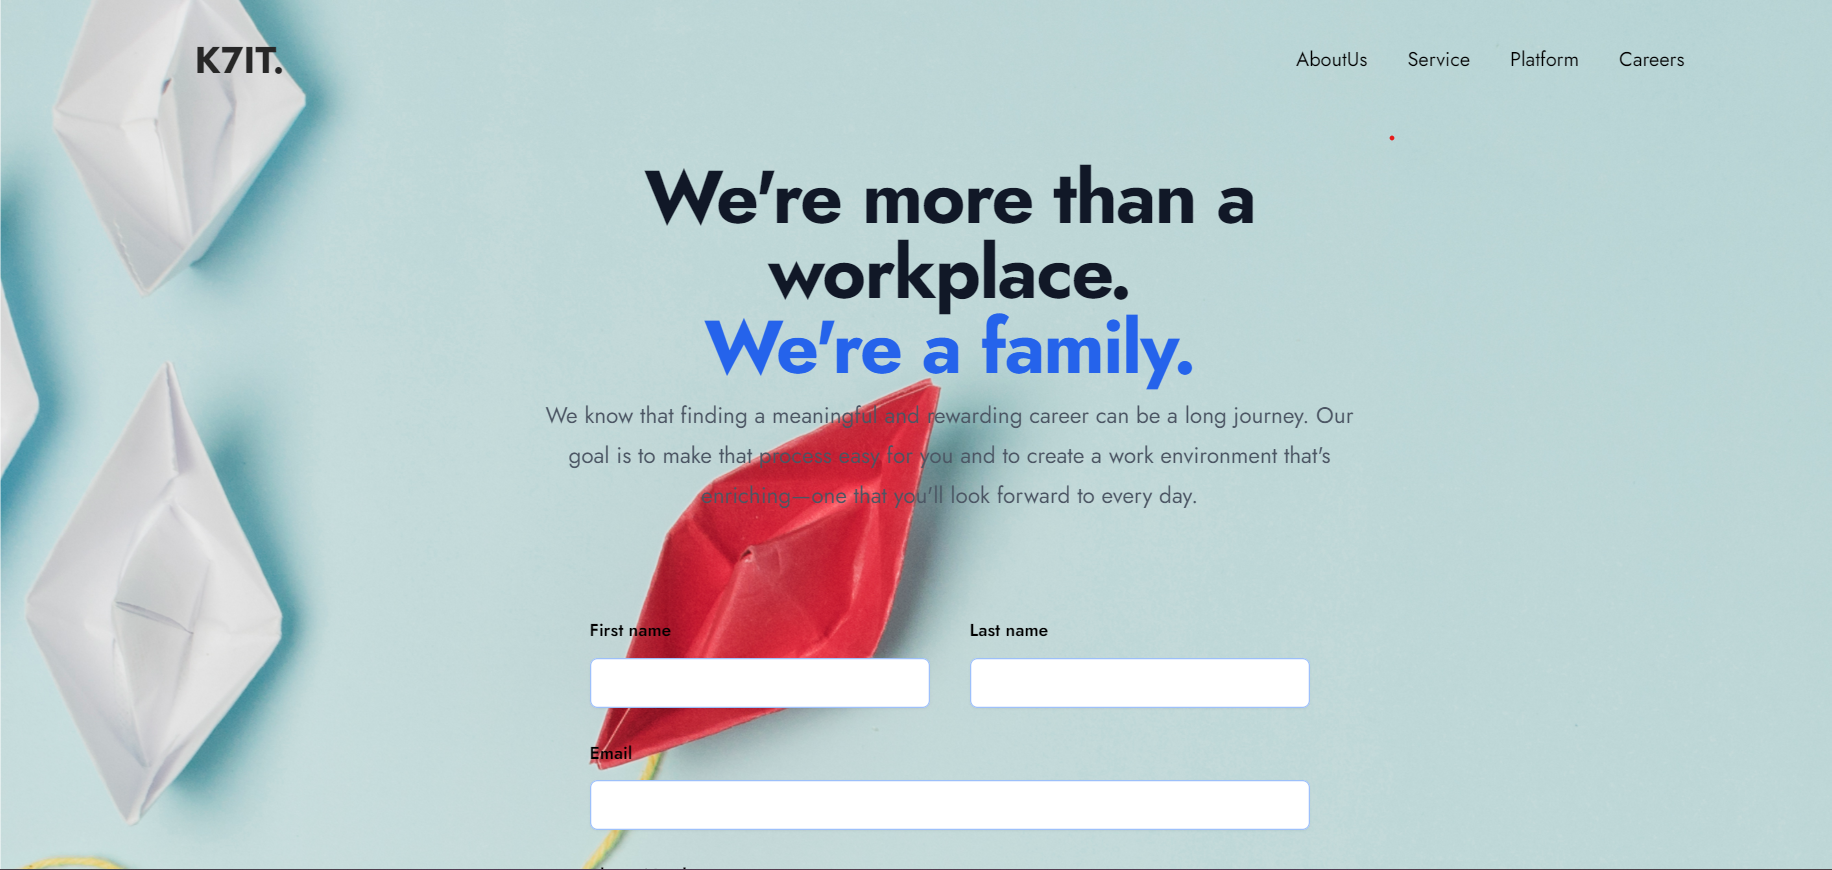 K7IT.
AboutUs Service Platform Careers
We're more than a
workplace.
We're a family.
We know that finding a meaningful and rewarding career can be a long journey. Our
goal is to make that process easy for you and to create a work environment that's
enriching—one that you'll look forward to every day.
First name Last name
Email